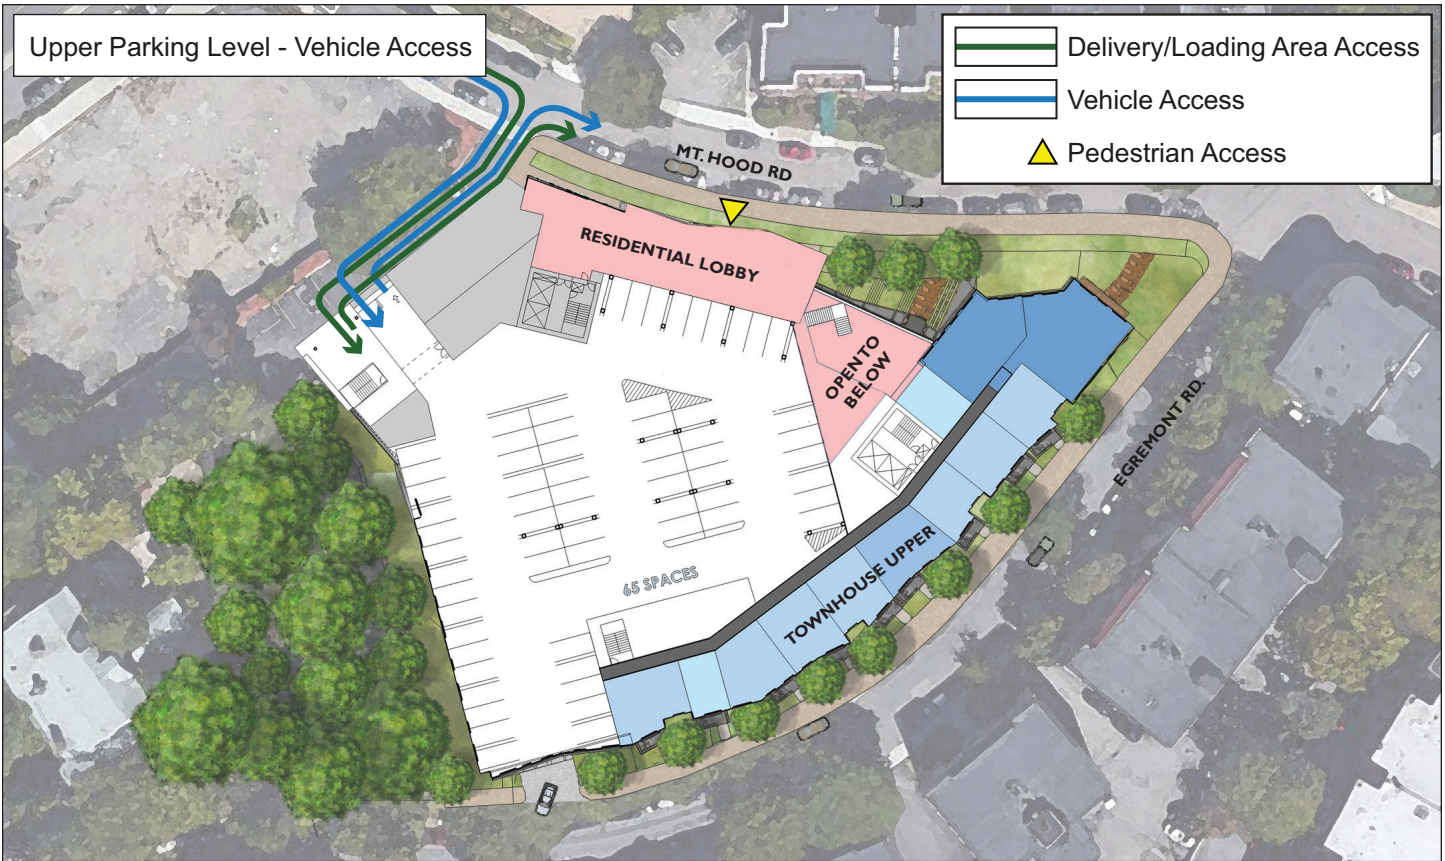 Upper Parking Level - Vehicle Access
Delivery/Loading Area Access
Vehicle Access
Pedestrian Access
MT. HOOD RD
RESIDENTIAL LOBBY
OPEN TO
BELOW
EGREMONT RD.
TOWNHOUSE UPPER
65 SPACES